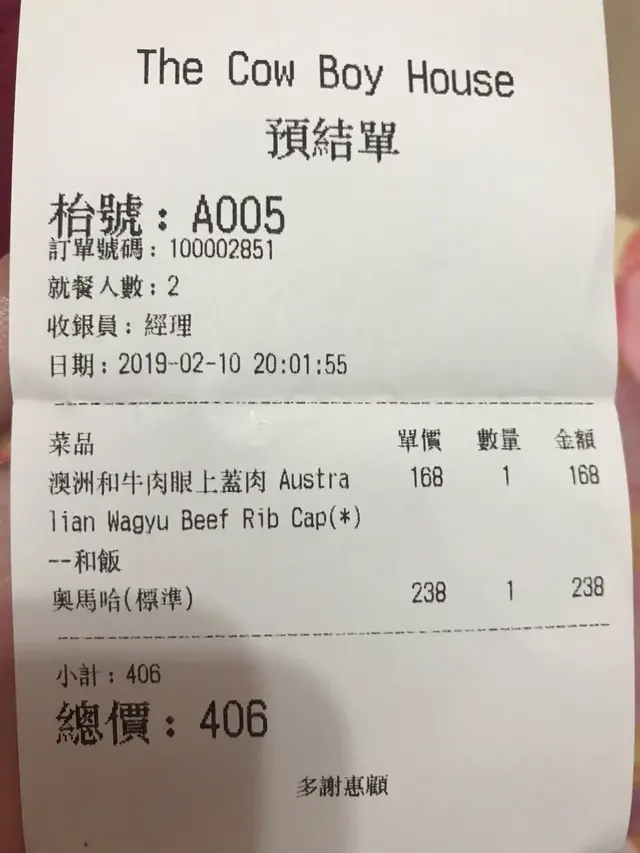 The Cow Boy House
預結單
枱號：A005
訂單號碼：100002851
就餐人數：2
收銀員：經理
日期：2019-02-10 20:01:55
菜品 單價 數量 金額
澳洲和牛肉眼上蓋肉 Austra 168 1 168
lian Wagyu Beef Rib Cap(*)
--和飯
奧馬哈(標準) 238 1 238
小計：406
總價：406
多謝惠顧